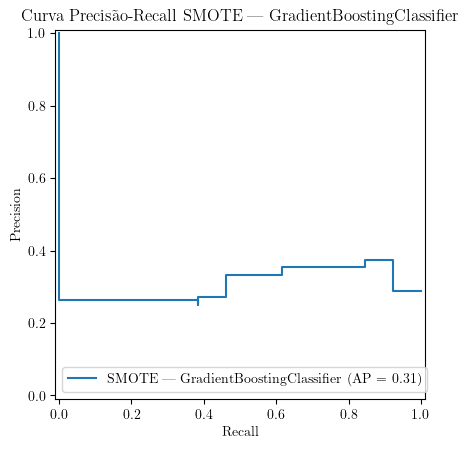 Curva Precisão-Recall SMOTE — GradientBoostingClassifier
1.0
0.8
0.6
0.4
0.2
0.0
Precision
SMOTE — GradientBoostingClassifier (AP = 0.31)
0.0 0.2 0.4 0.6 0.8 1.0
Recall